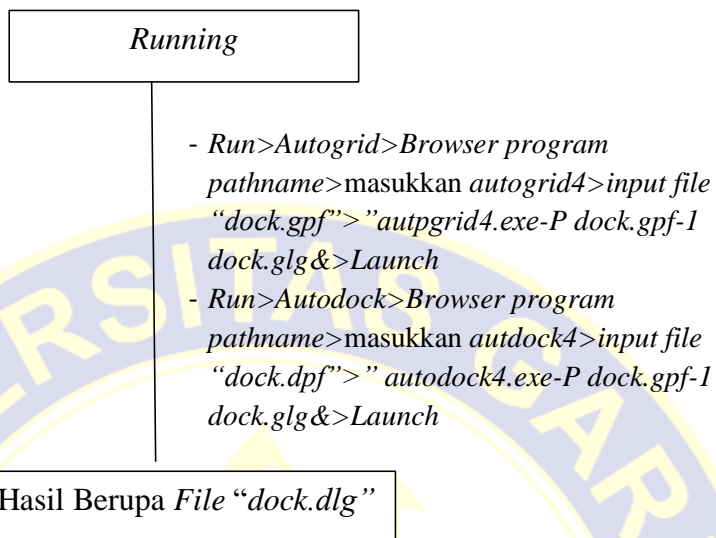 Running
- Run>Autogrid>Browser program
pathname>masukkan autogrid4>input file
“dock.gpf”>”autpgrid4.exe-P dock.gpf-1
dock.glg&>Launch
- Run>Autodock>Browser program
pathname>masukkan autdock4>input file
“dock.dpf”>” autodock4.exe-P dock.gpf-1
dock.glg&>Launch
Hasil Berupa File “dock.dlg”
ERSITAS GAR